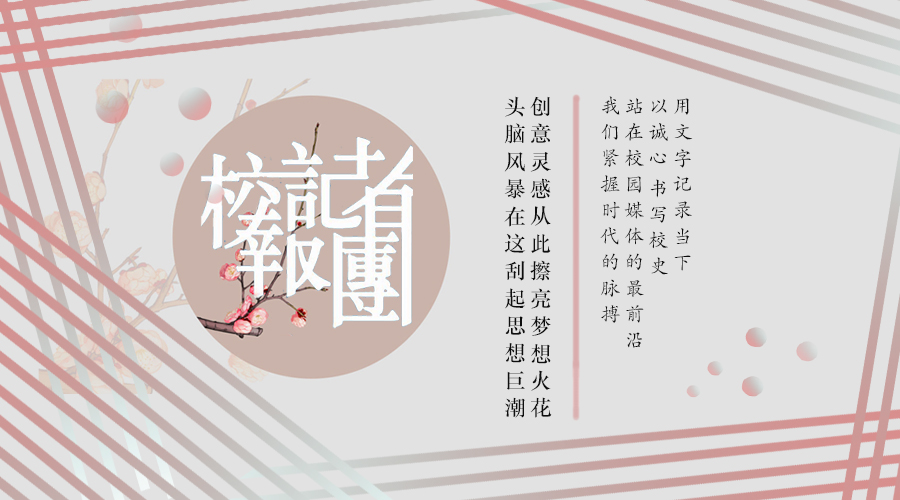 校報記者團
用文字记录当下
以诚心书写校史
站在校园媒体的最前沿
我们紧握时代的脉搏
创意灵感从此擦亮梦想火花
头脑风暴在这刮起思想巨潮